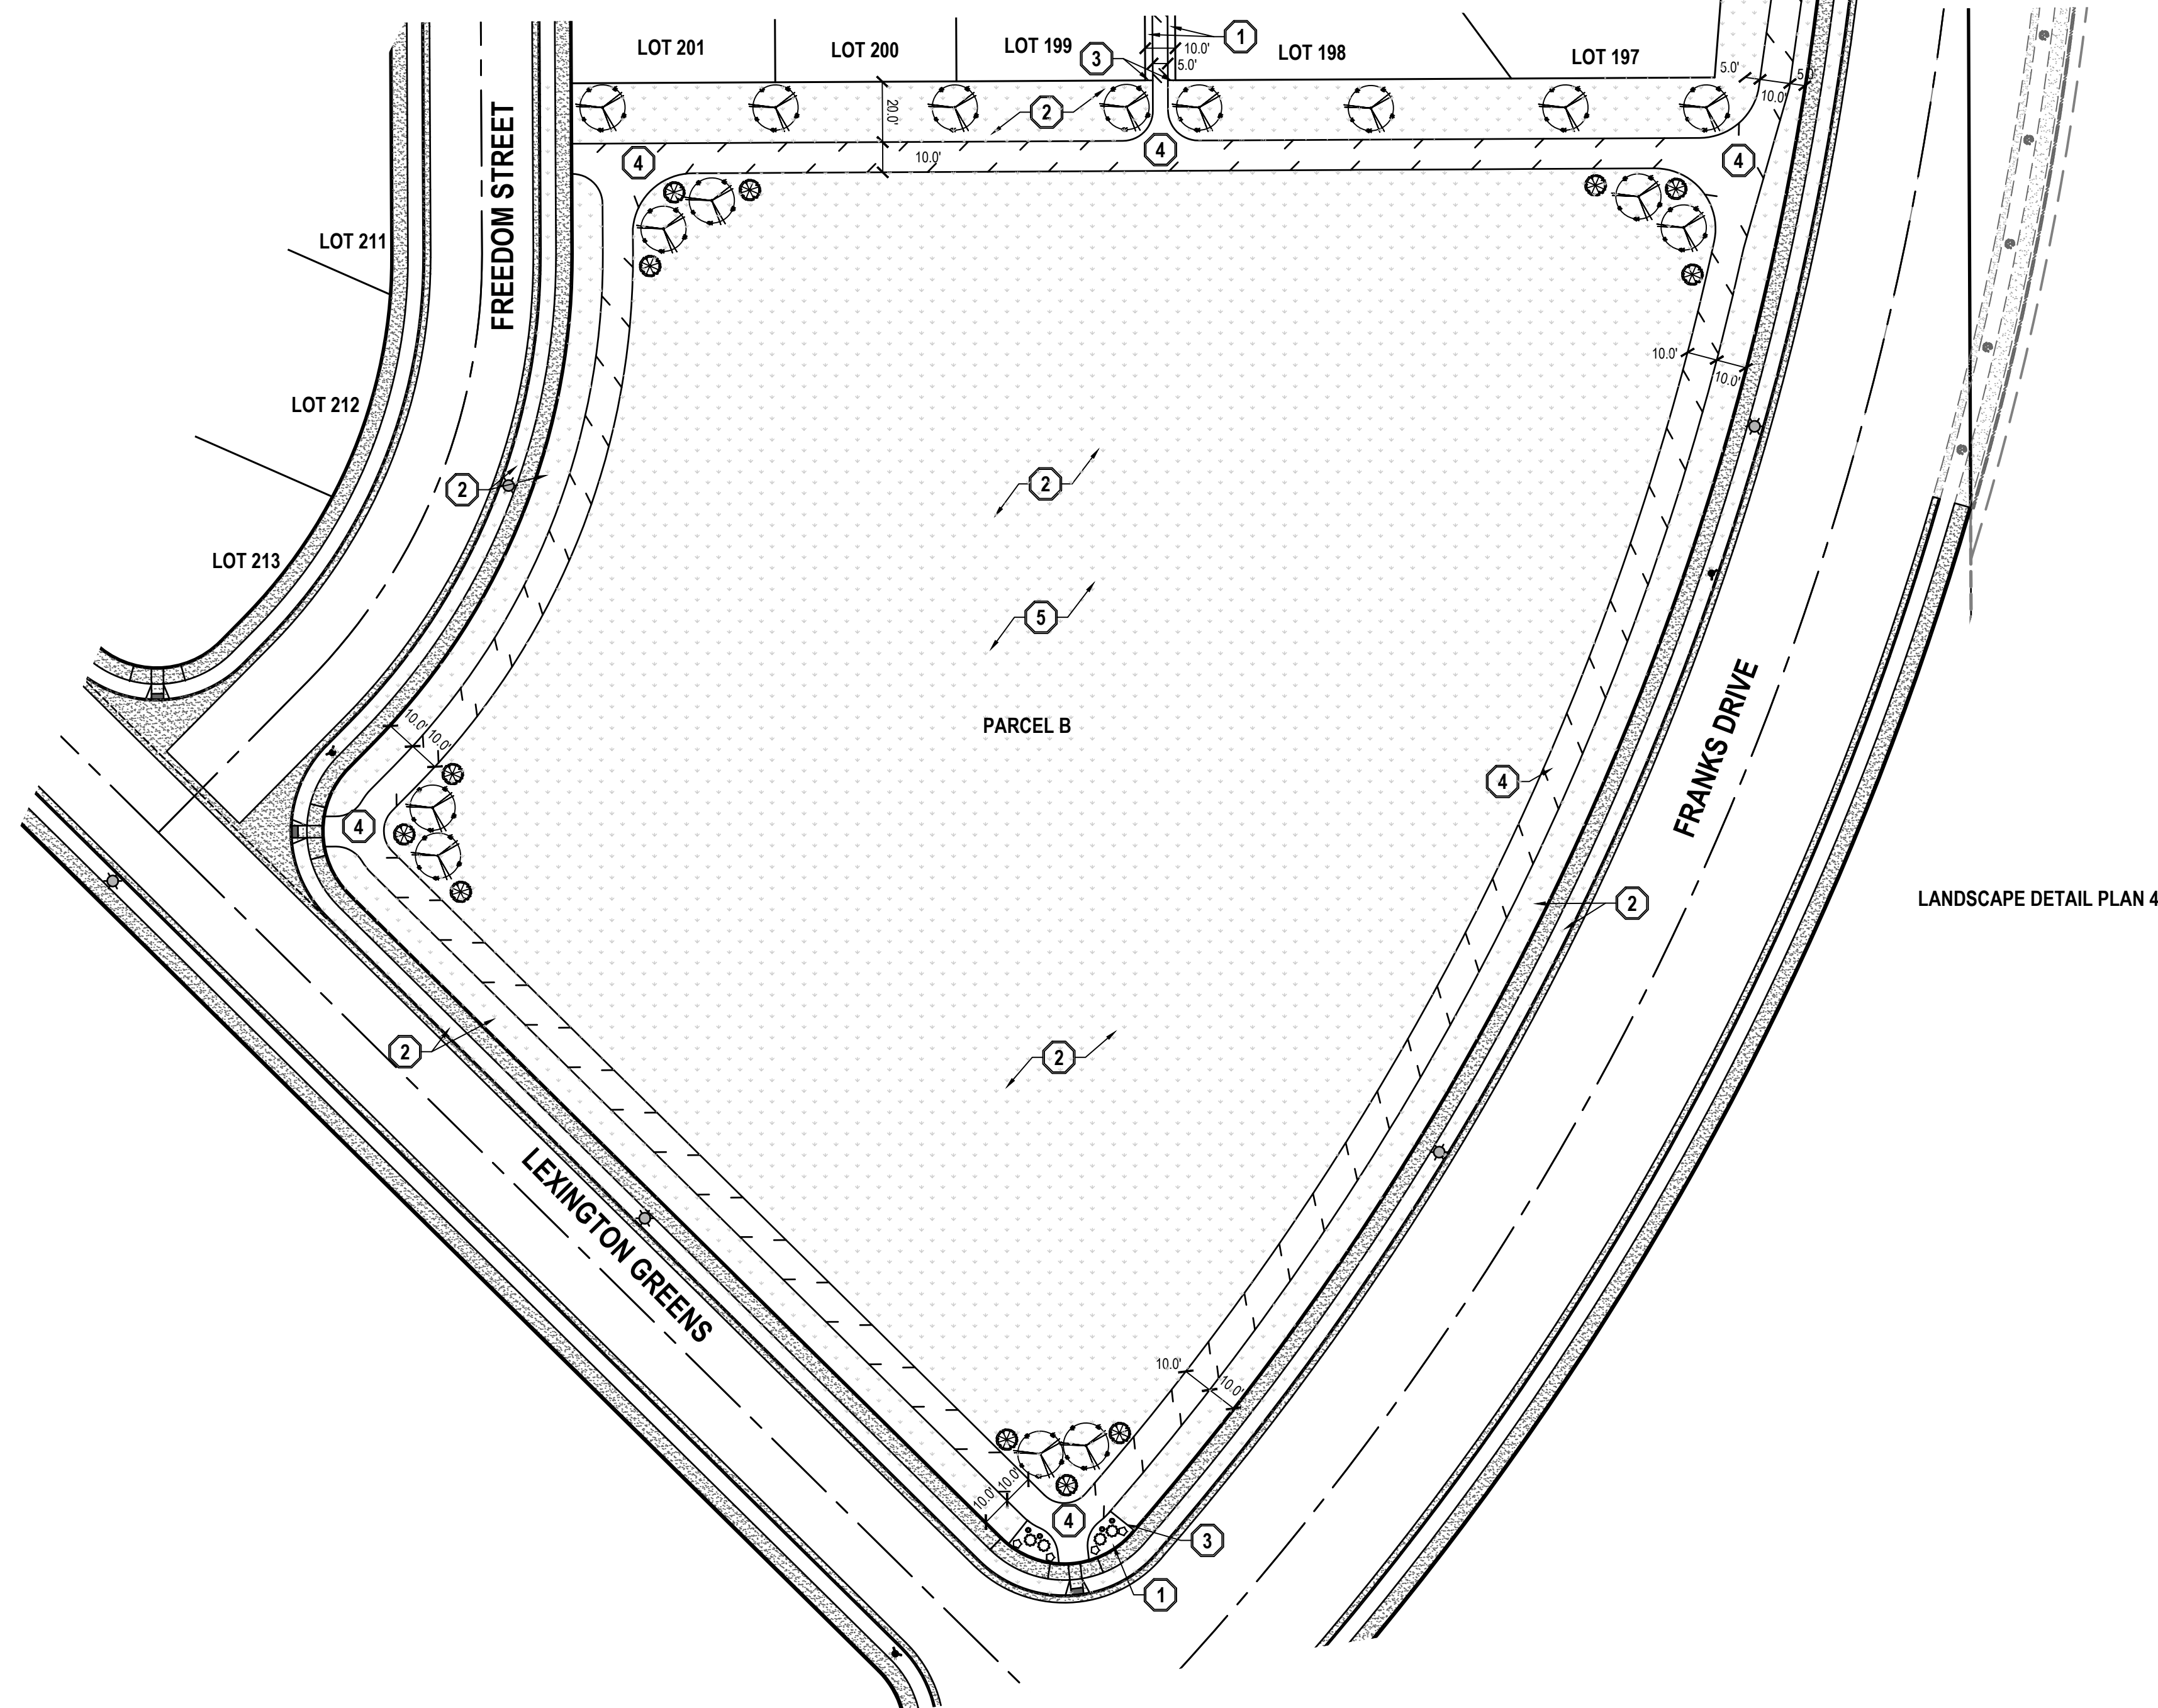 LOT 201
LOT 200
LOT 199
LOT 198
LOT 197
1
3
10.0'
5.0'
5.0'
5.0'
10.0'
2
20.0'
10.0'
4
4
4
FREEDOM STREET
LOT 211
LOT 212
LOT 213
10.0'
10.0'
2
2
5
PARCEL B
FRANKS DRIVE
10.0'
10.0'
4
4
2
LANDSCAPE DETAIL PLAN 4
2
2
LEXINGTON GREENS
10.0'
10.0'
10.0'
10.0'
4
3
1